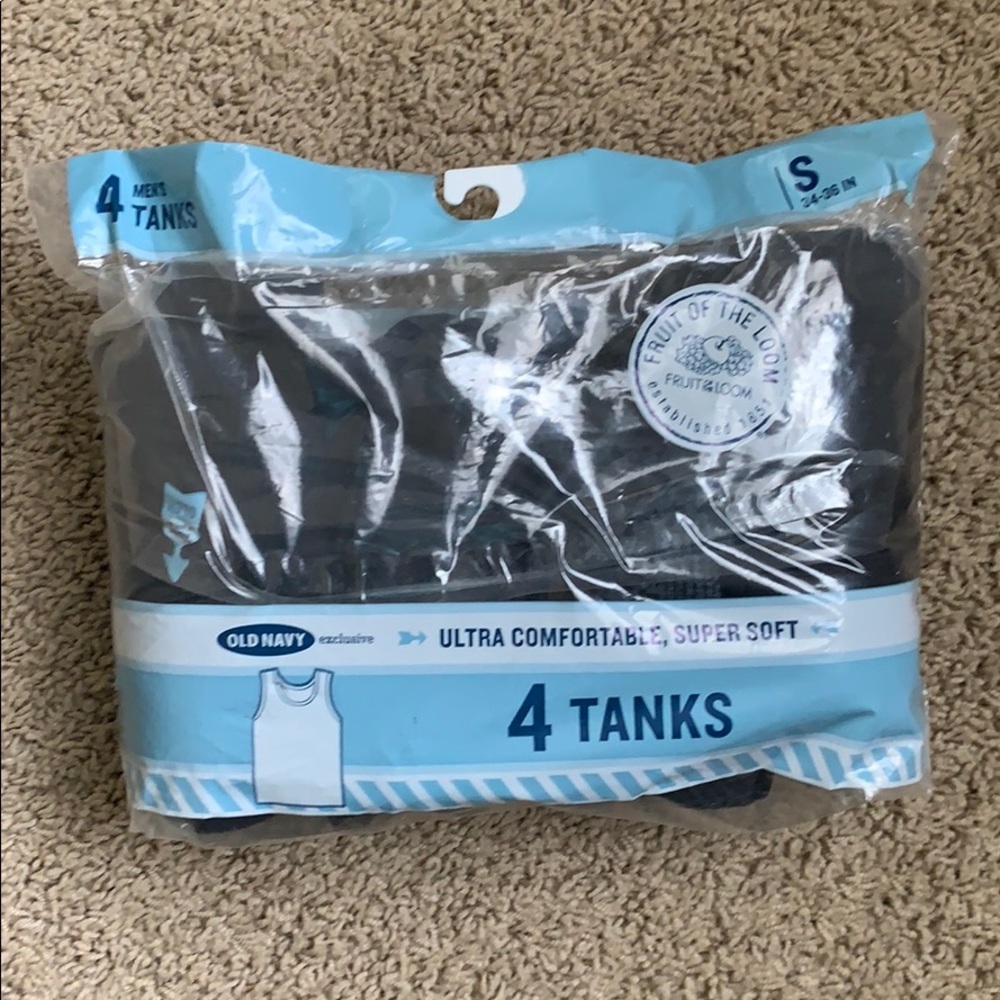 4 MEN'S
TANKS
S
34-36 IN
FRUIT OF THE LOOM
FRUIT OF THE LOOM
established 1851
OLD NAVY exclusive ULTRA COMFORTABLE, SUPER SOFT
4 TANKS